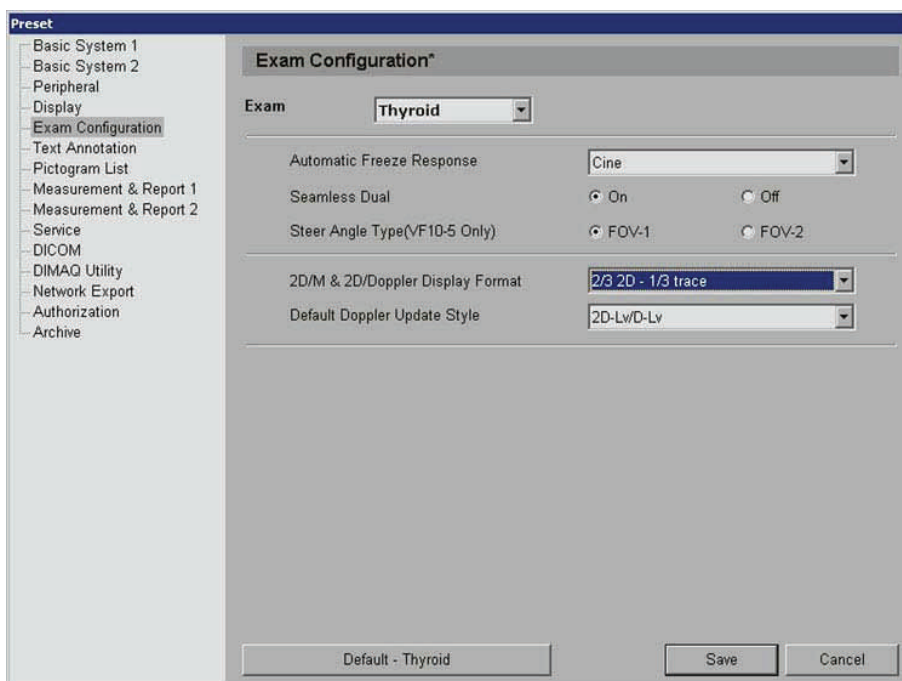 Preset
Basic System 1
Basic System 2
Peripheral
Display
Exam Configuration
Text Annotation
Pictogram List
Measurement & Report 1
Measurement & Report 2
Service
DICOM
DIMAQ Utility
Network Export
Authorization
Archive
Exam Configuration*
Exam Thyroid
Automatic Freeze Response Cine
Seamless Dual On Off
Steer Angle Type(VF10-5 Only) FOV-1 FOV-2
2D/M & 2D/Doppler Display Format 2/3 2D - 1/3 trace
Default Doppler Update Style 2D-Lv/D-Lv
Default - Thyroid Save Cancel